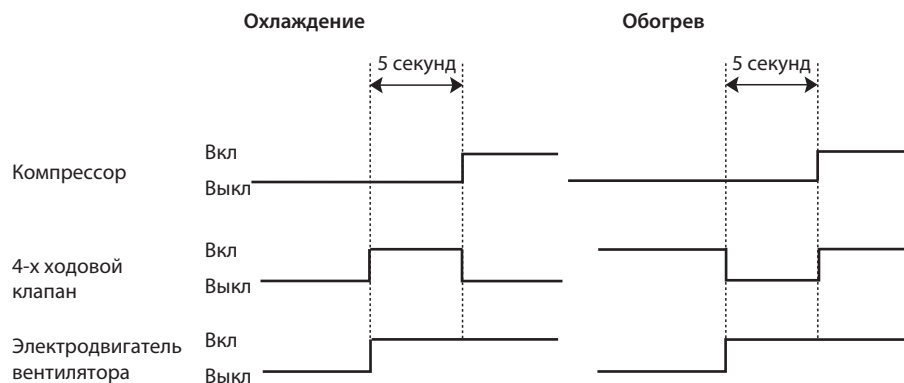 Охлаждение
Обогрев
5 секунд
5 секунд
Компрессор
Вкл
Выкл
4-х ходовой
клапан
Вкл
Выкл
Электродвигатель
вентилятора
Вкл
Выкл